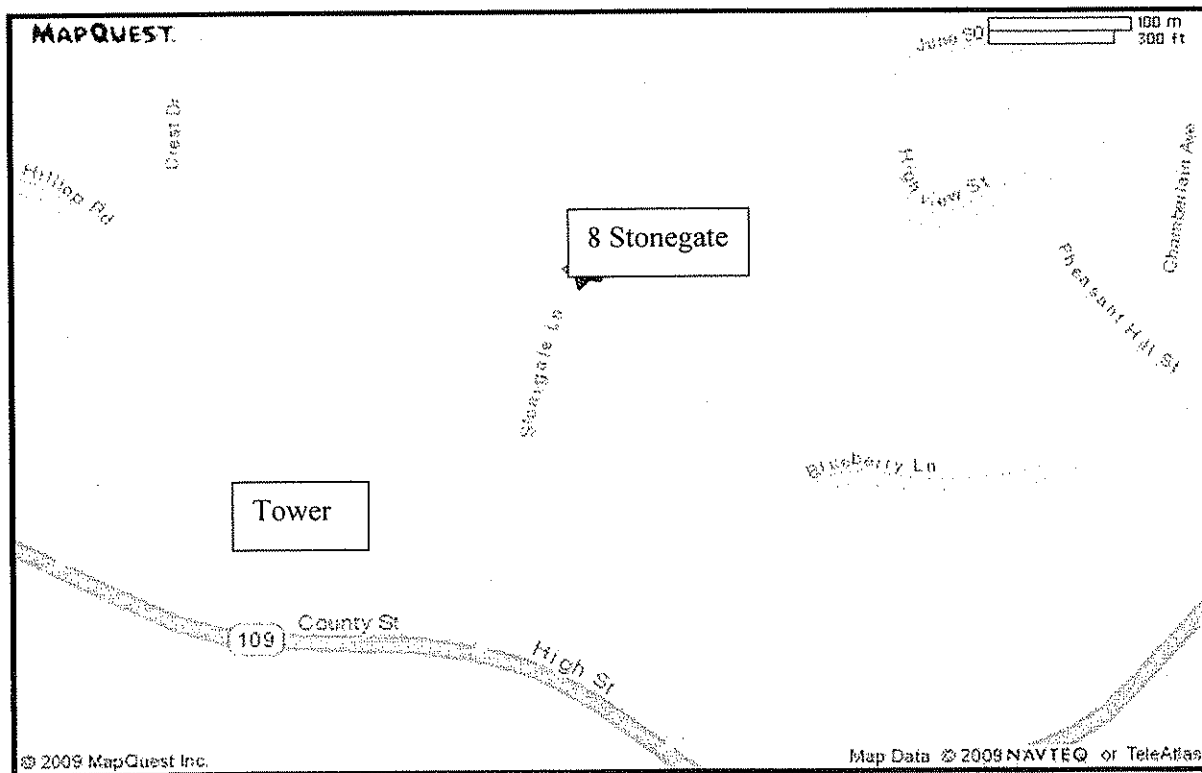 MAPQUEST.
100 m
300 ft
June
Crest Dr
Hilltop Rd
High View St
Chamberlain Ave
8 Stonegate
Pheasant Hill St
Stonegate Ln
Blueberry Ln
Tower
109
County St
High St
© 2009 MapQuest Inc.
Map Data © 2009 NAVTEQ or TeleAtlas